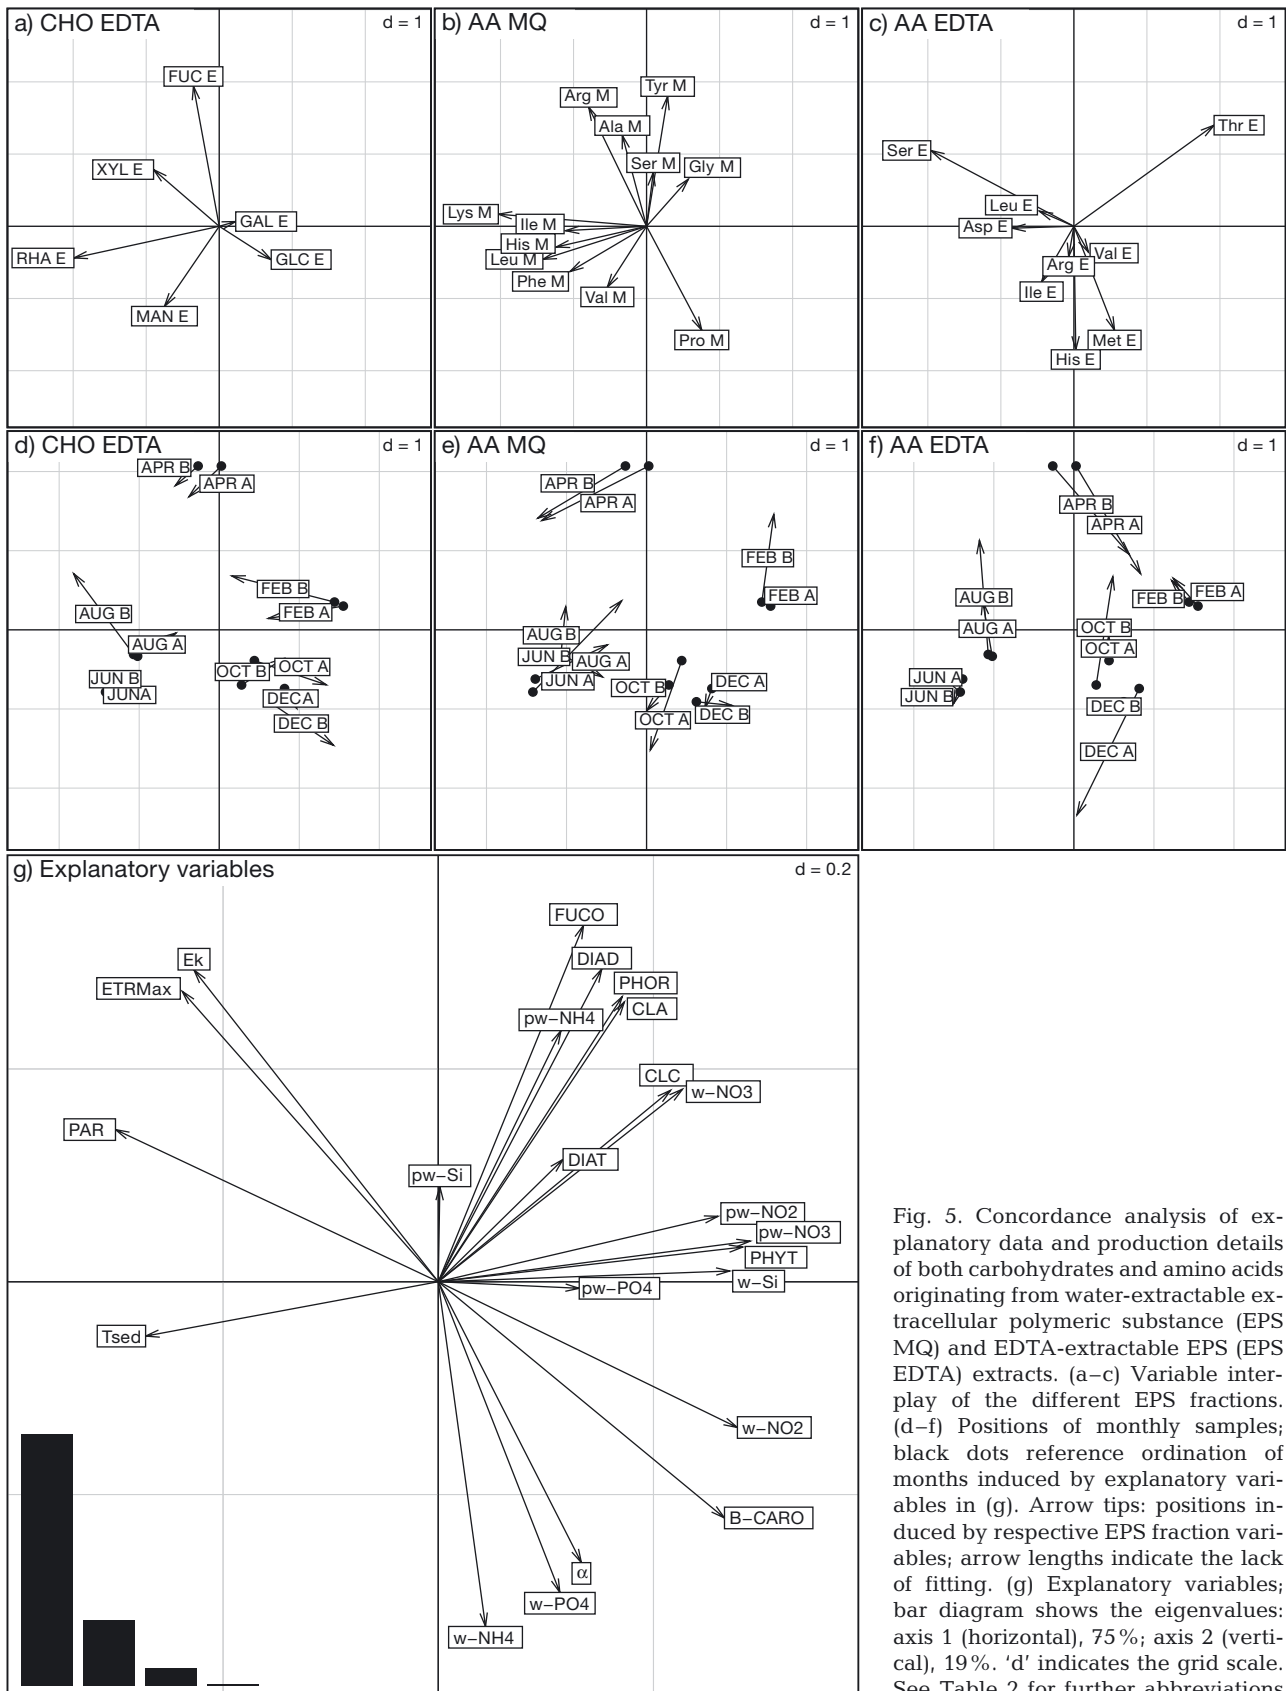 a) CHO EDTA
d = 1
FUC E
XYL E
GAL E
RHA E
GLC E
MAN E
b) AA MQ
d = 1
Tyr M
Arg M
Ala M
Ser M
Gly M
Lys M
Ile M
His M
Leu M
Phe M
Val M
Pro M
c) AA EDTA
d = 1
Thr E
Ser E
Leu E
Asp E
Val E
Arg E
Ile E
Met E
His E
d) CHO EDTA
d = 1
APR B
APR A
FEB B
FEB A
AUG B
AUG A
OCT B
OCT A
JUN B
JUNA
DECA
DEC B
e) AA MQ
d = 1
APR B
APR A
FEB B
FEB A
AUG B
JUN B
AUG A
JUN A
OCT B
DEC A
OCT A
DEC B
f) AA EDTA
d = 1
APR B
APR A
AUG B
FEB B
FEB A
AUG A
OCT B
OCT A
JUN A
JUN B
DEC B
DEC A
g) Explanatory variables
d = 0.2
FUCO
Ek
DIAD
ETRMax
PHOR
CLA
pw−NH4
CLC
w−NO3
PAR
DIAT
pw−Si
pw−NO2
pw−NO3
PHYT
w−Si
pw−PO4
Tsed
w−NO2
B−CARO
α
w−PO4
w−NH4
Fig. 5. Concordance analysis of ex-
planatory data and production details
of both carbohydrates and amino acids
originating from water-extractable ex-
tracellular polymeric substance (EPS
MQ) and EDTA-extractable EPS (EPS
EDTA) extracts. (a–c) Variable inter-
play of the different EPS fractions.
(d–f) Positions of monthly samples;
black dots reference ordination of
months induced by explanatory vari-
ables in (g). Arrow tips: positions in-
duced by respective EPS fraction vari-
ables; arrow lengths indicate the lack
of fitting. (g) Explanatory variables;
bar diagram shows the eigenvalues:
axis 1 (horizontal), 75%; axis 2 (verti-
cal), 19%. 'd' indicates the grid scale.
See Table 2 for further abbreviations